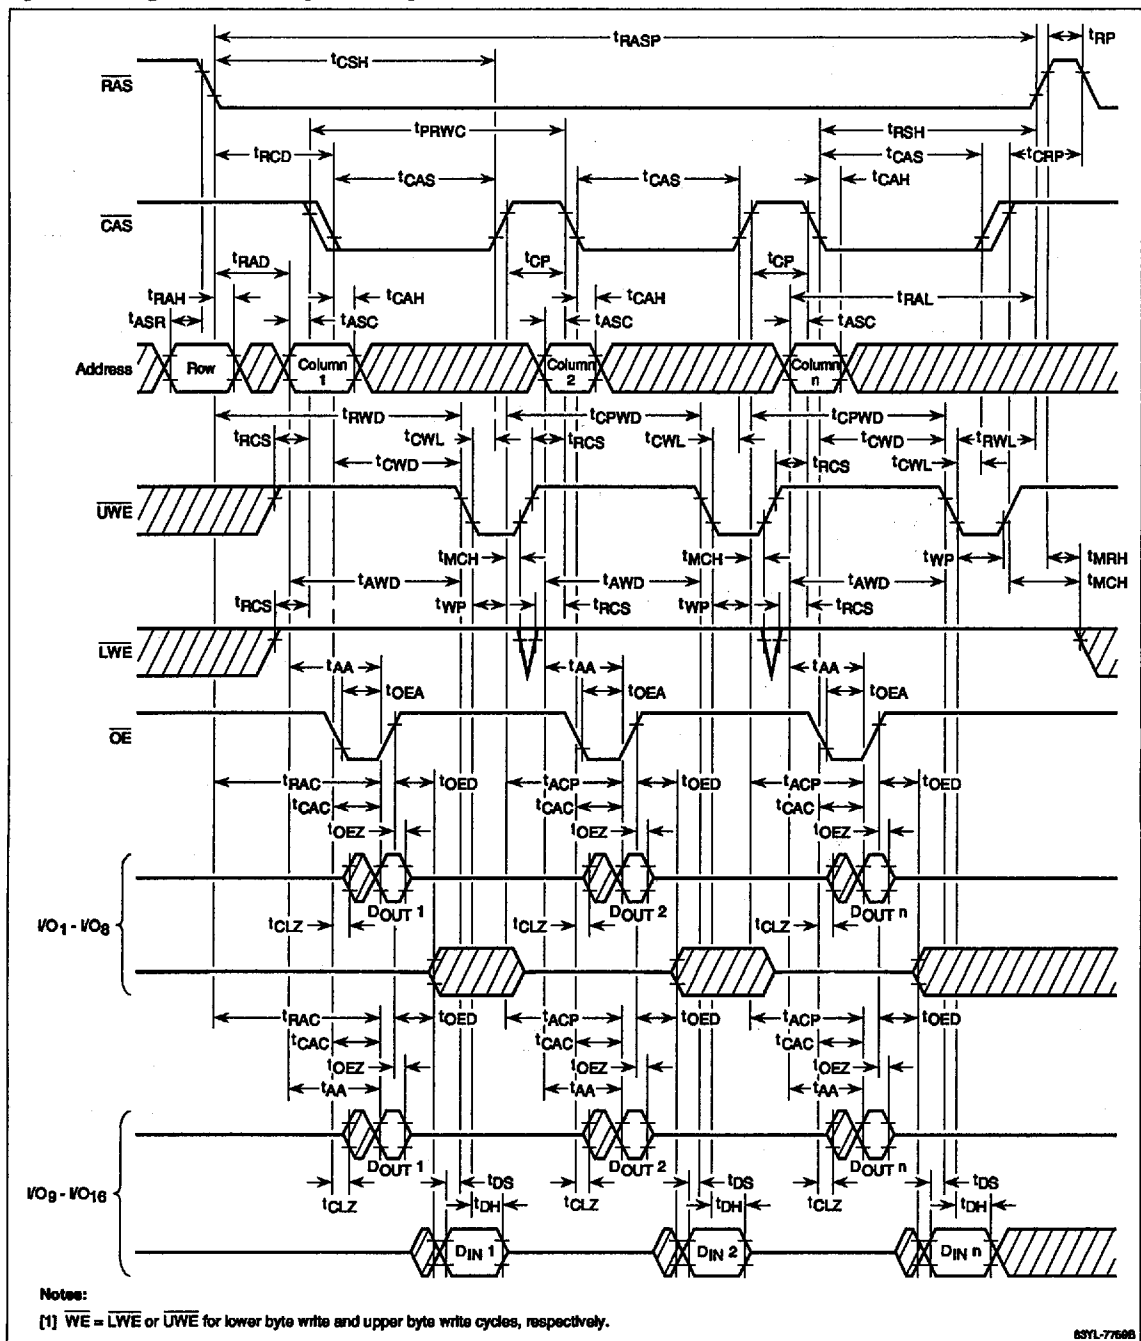 tRASP
tRP
tCSH
RAS
tPRWC
tRSH
tRCD
tCAS
tCRP
tCAS
tCAS
tCAH
CAS
tRAD
tCP
tCP
tRAH
tCAH
tCAH
tRAL
tASR
tASC
tASC
tASC
Address
Row
Column 1
Column 2
Column n
tRWD
tCPWD
tCPWD
tRCS
tCWL
tRCS
tCWL
tCWD
tRWL
tCWD
tRCS
tCWL
UWE
tMCH
tMCH
tWP
tMRH
tAWD
tAWD
tAWD
tMCH
tRCS
tWP
tRCS
tWP
tRCS
LWE
tAA
tAA
tAA
tOEA
tOEA
tOEA
OE
tRAC
tOED
tACP
tOED
tACP
tOED
tCAC
tCAC
tCAC
tOEZ
tOEZ
tOEZ
DOUT 1
DOUT 2
DOUT n
I/O1 - I/O8
tCLZ
tCLZ
tCLZ
tRAC
tOED
tACP
tOED
tACP
tOED
tCAC
tCAC
tCAC
tOEZ
tOEZ
tOEZ
tAA
tAA
tAA
DOUT 1
DOUT 2
DOUT n
I/O9 - I/O16
tDS
tDS
tDS
tCLZ
tDH
tCLZ
tDH
tCLZ
tDH
DIN 1
DIN 2
DIN n
Notes:
[1] WE = LWE or UWE for lower byte write and upper byte write cycles, respectively.